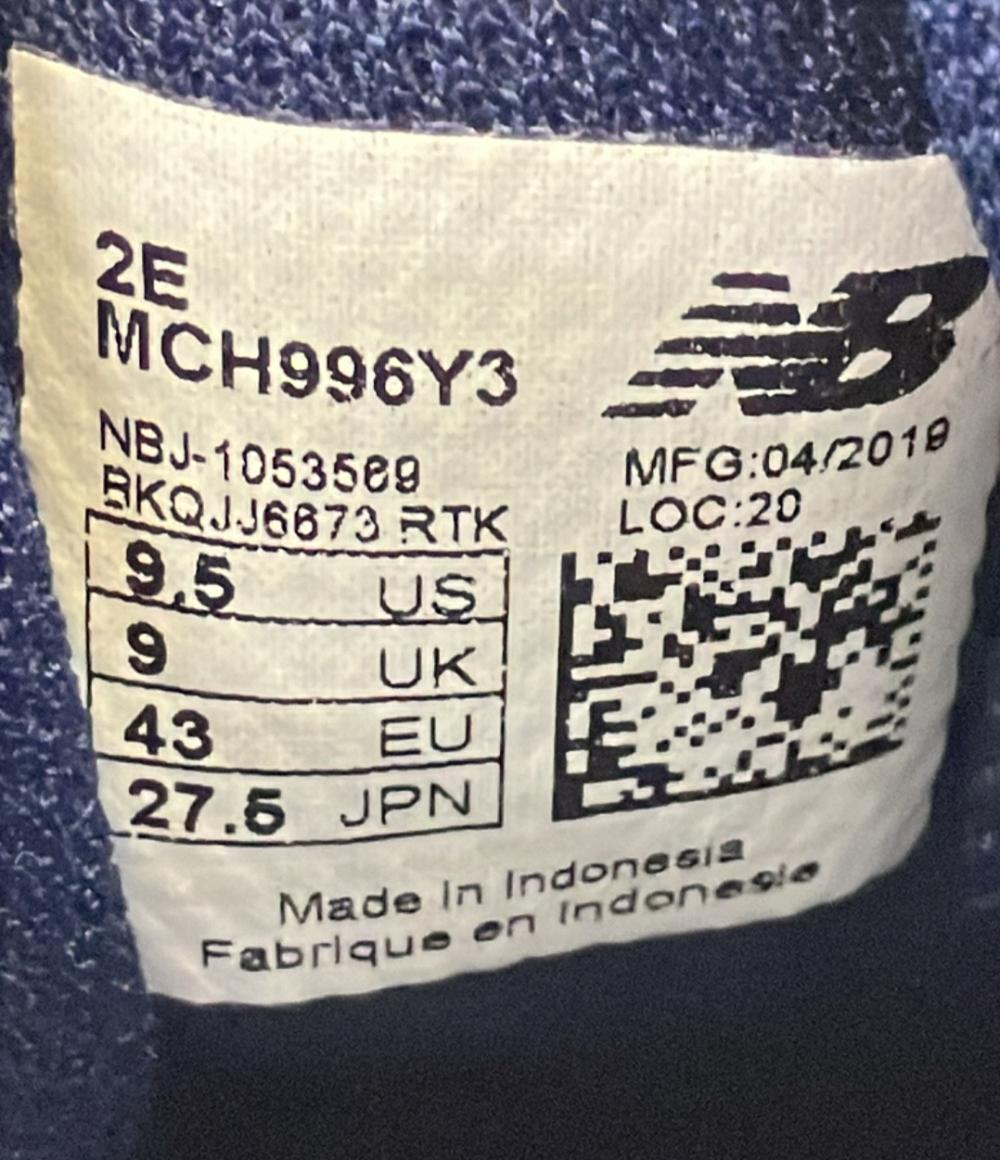 2E
MCH996Y3
NB
NBJ-1053569
BKQJJ6673 RTK
MFG:04/2019
LOC:20
9.5 US
9 UK
43 EU
27.5 JPN
Made in Indonesia
Fabrique en Indonesie